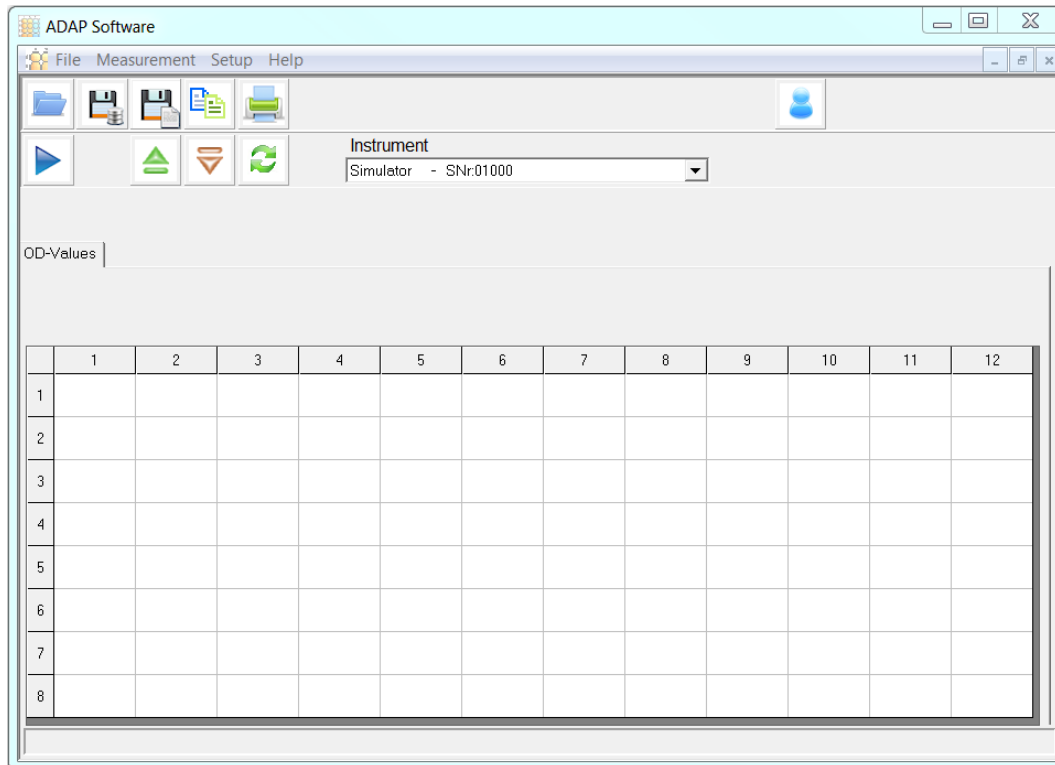 ADAP Software
File Measurement Setup Help
Instrument
Simulator - SNr:01000
OD-Values
1 2 3 4 5 6 7 8 9 10 11 12
1
2
3
4
5
6
7
8